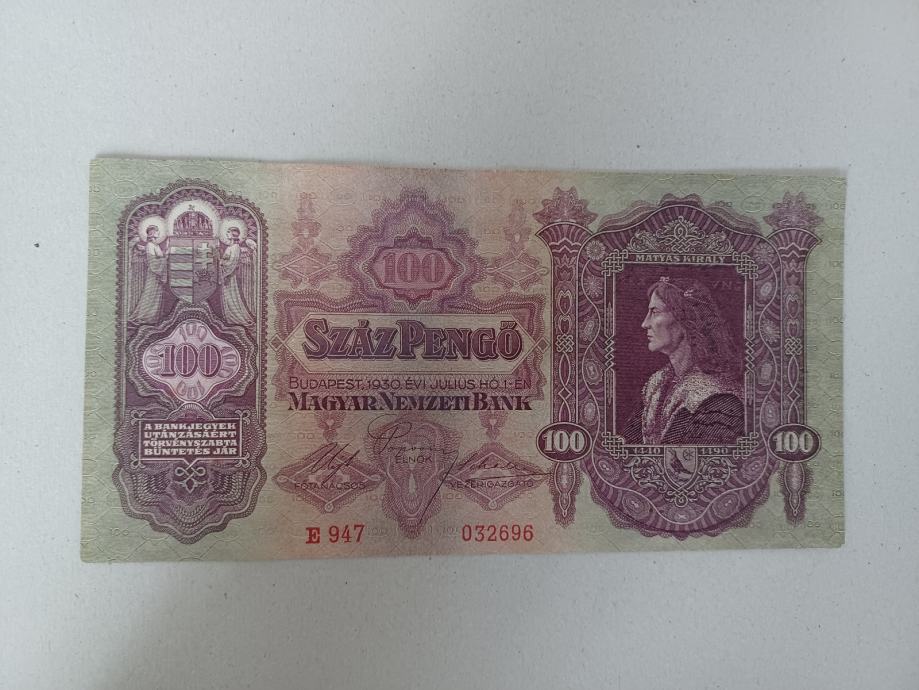 100
A BANKJEGYEK
UTÁNZÁSÁÉRT
TÖRVÉNYSZABTA
BÜNTETÉS JÁR
100
SZÁZ PENGŐ
BUDAPEST, 1930. ÉVI JULIUS HÓ 1-ÉN
MAGYAR NEMZETI BANK
ELNÖK
FŐTANÁCSOS
VEZÉRIGAZGATÓ
E 947 032696
MÁTYÁS KIRÁLY
100 100
1440 1490